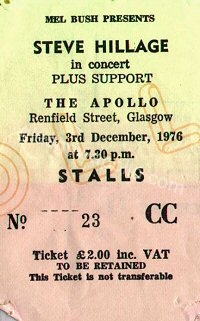 MEL BUSH PRESENTS
STEVE HILLAGE
in concert
PLUS SUPPORT
THE APOLLO
Renfield Street, Glasgow
Friday, 3rd December, 1976
at 7.30 p.m.
STALLS
No ---- 23 CC
Ticket £2.00 inc. VAT
TO BE RETAINED
This Ticket is not transferable